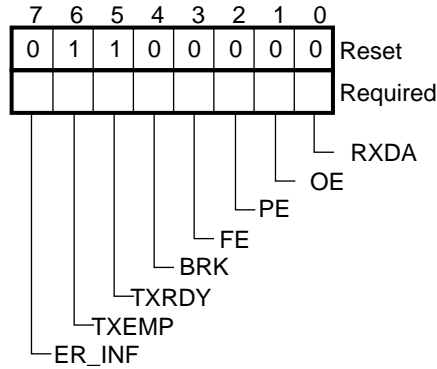 7 6 5 4 3 2 1 0
0 1 1 0 0 0 0 0 Reset
Required
RXDA
OE
PE
FE
BRK
TXRDY
TXEMP
ER_INF